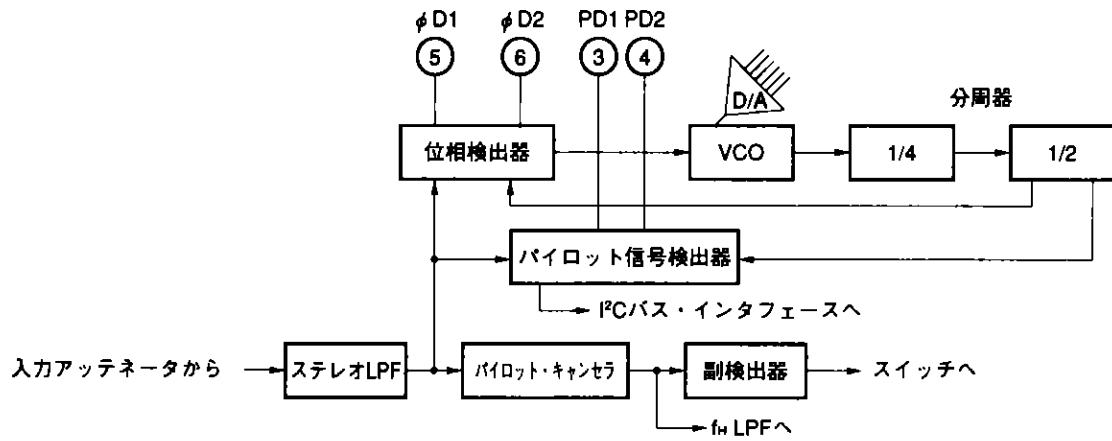 φD1 φD2 PD1 PD2
5 6 3 4
D/A
分周器
位相検出器 VCO 1/4 1/2
パイロット信号検出器
I²Cバス・インタフェースへ
入力アッテネータから ステレオLPF パイロット・キャンセラ 副検出器 スイッチへ
fH LPFへ